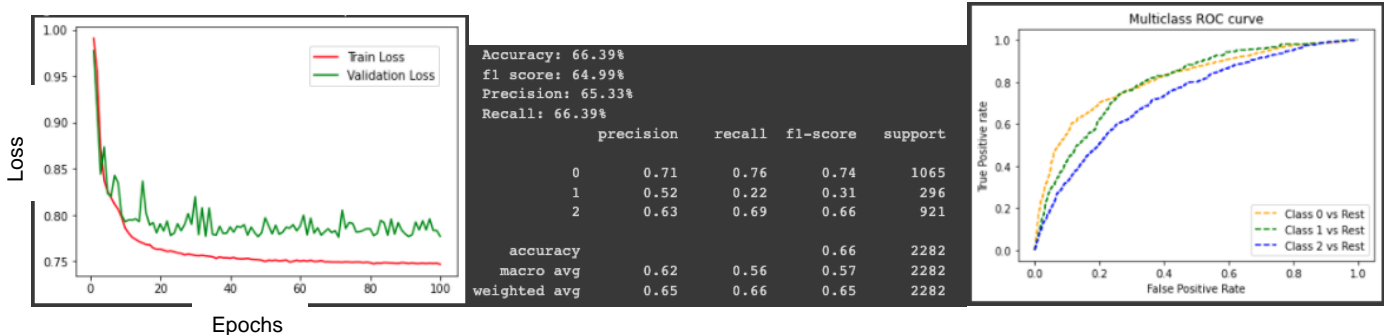 Loss
1.00
0.95
0.90
0.85
0.80
0.75
Train Loss
Validation Loss
0 20 40 60 80 100
Epochs
Accuracy: 66.39%
f1 score: 64.99%
Precision: 65.33%
Recall: 66.39%
precision recall f1-score support
0 0.71 0.76 0.74 1065
1 0.52 0.22 0.31 296
2 0.63 0.69 0.66 921
accuracy 0.66 2282
macro avg 0.62 0.56 0.57 2282
weighted avg 0.65 0.66 0.65 2282
Multiclass ROC curve
True Positive rate
1.0
0.8
0.6
0.4
0.2
0.0
Class 0 vs Rest
Class 1 vs Rest
Class 2 vs Rest
0.0 0.2 0.4 0.6 0.8 1.0
False Positive Rate